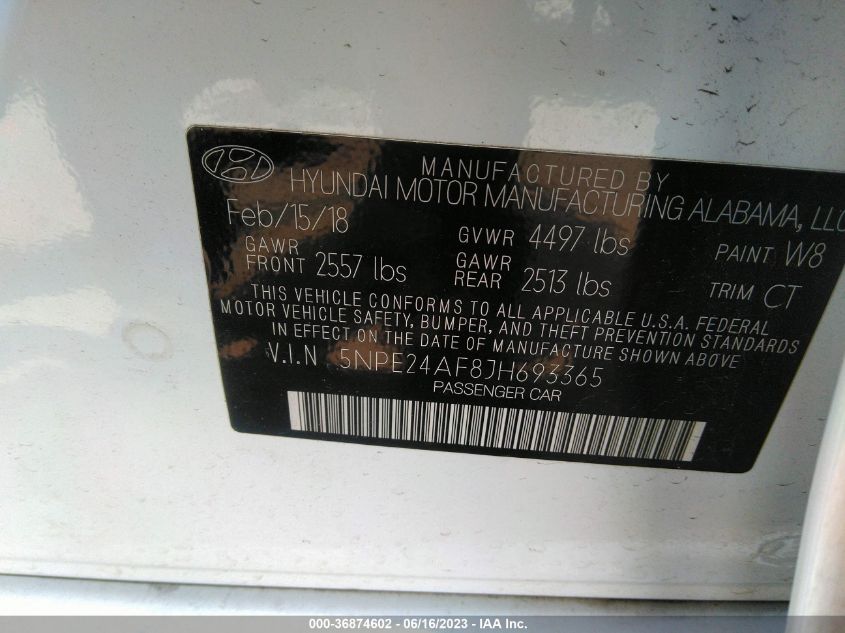 MANUFACTURED BY
HYUNDAI MOTOR MANUFACTURING ALABAMA, LLC
Feb/15/18 GVWR 4497 lbs PAINT W8
GAWR FRONT 2557 lbs GAWR REAR 2513 lbs TRIM CT
THIS VEHICLE CONFORMS TO ALL APPLICABLE U.S.A. FEDERAL
MOTOR VEHICLE SAFETY, BUMPER, AND THEFT PREVENTION STANDARDS
IN EFFECT ON THE DATE OF MANUFACTURE SHOWN ABOVE
V.I.N 5NPE24AF8JH693365
PASSENGER CAR
000-36874602 - 06/16/2023 - IAA Inc.